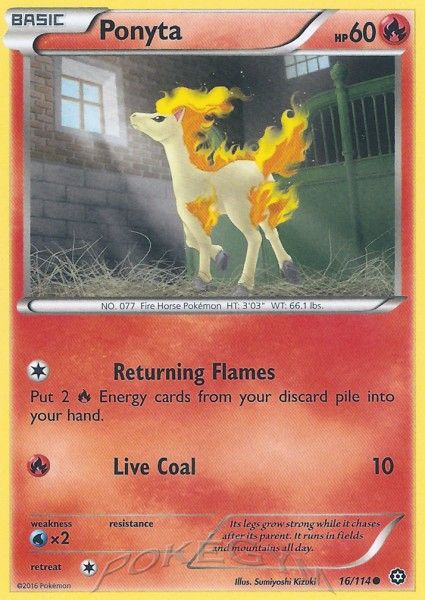 BASIC
Ponyta
HP60
NO. 077 Fire Horse Pokémon HT: 3'03" WT: 66.1 lbs.
Returning Flames
Put 2 Energy cards from your discard pile into
your hand.
Live Coal 10
weakness resistance
×2
Its legs grow strong while it chases
after its parent. It runs in fields
and mountains all day.
retreat
©2016 Pokémon
Illus. Sumiyoshi Kizuki
16/114
POKEGYM